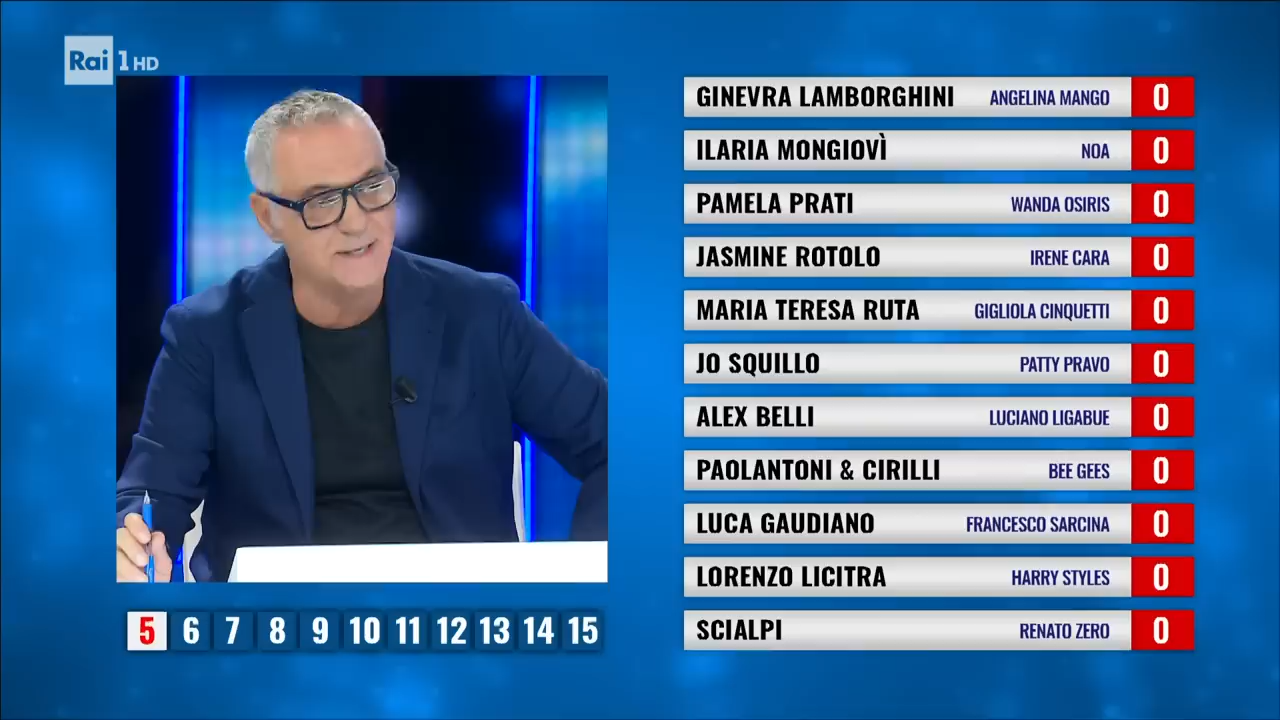 Rai 1 HD
GINEVRA LAMBORGHINI ANGELINA MANGO 0
ILARIA MONGIOVÌ NOA 0
PAMELA PRATI WANDA OSIRIS 0
JASMINE ROTOLO IRENE CARA 0
MARIA TERESA RUTA GIGLIOLA CINQUETTI 0
JO SQUILLO PATTY PRAVO 0
ALEX BELLI LUCIANO LIGABUE 0
PAOLANTONI & CIRILLI BEE GEES 0
LUCA GAUDIANO FRANCESCO SARCINA 0
LORENZO LICITRA HARRY STYLES 0
SCIALPI RENATO ZERO 0
5 6 7 8 9 10 11 12 13 14 15